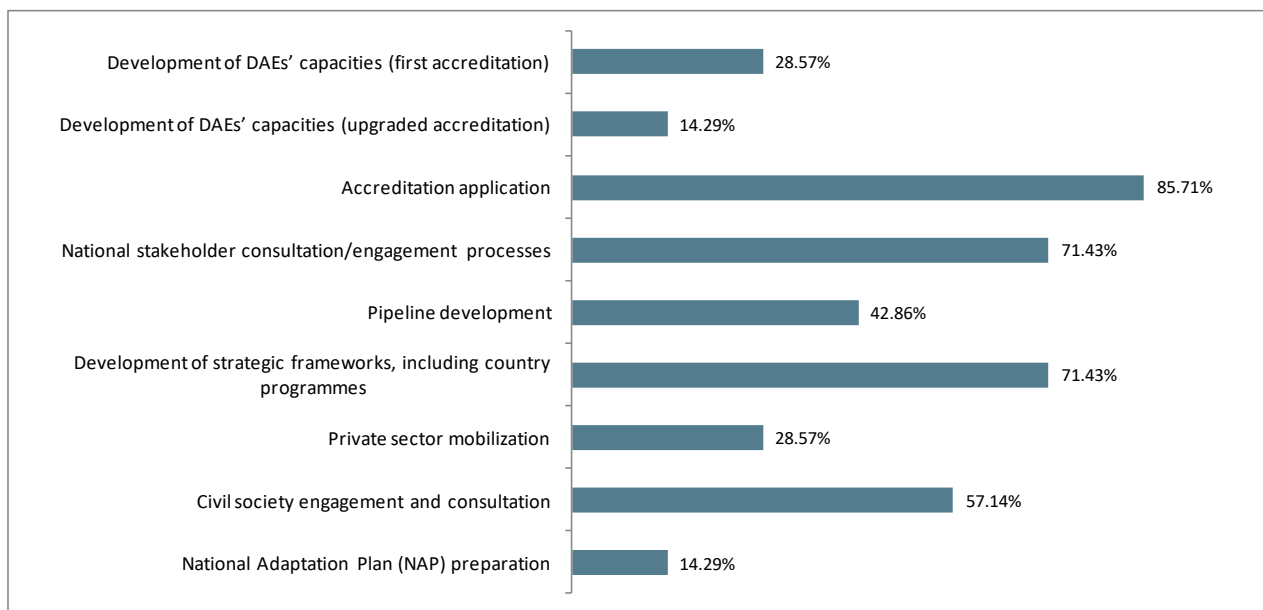 Development of DAEs’ capacities (first accreditation)
28.57%
Development of DAEs’ capacities (upgraded accreditation)
14.29%
Accreditation application
85.71%
National stakeholder consultation/engagement processes
71.43%
Pipeline development
42.86%
Development of strategic frameworks, including country
programmes
71.43%
Private sector mobilization
28.57%
Civil society engagement and consultation
57.14%
National Adaptation Plan (NAP) preparation
14.29%